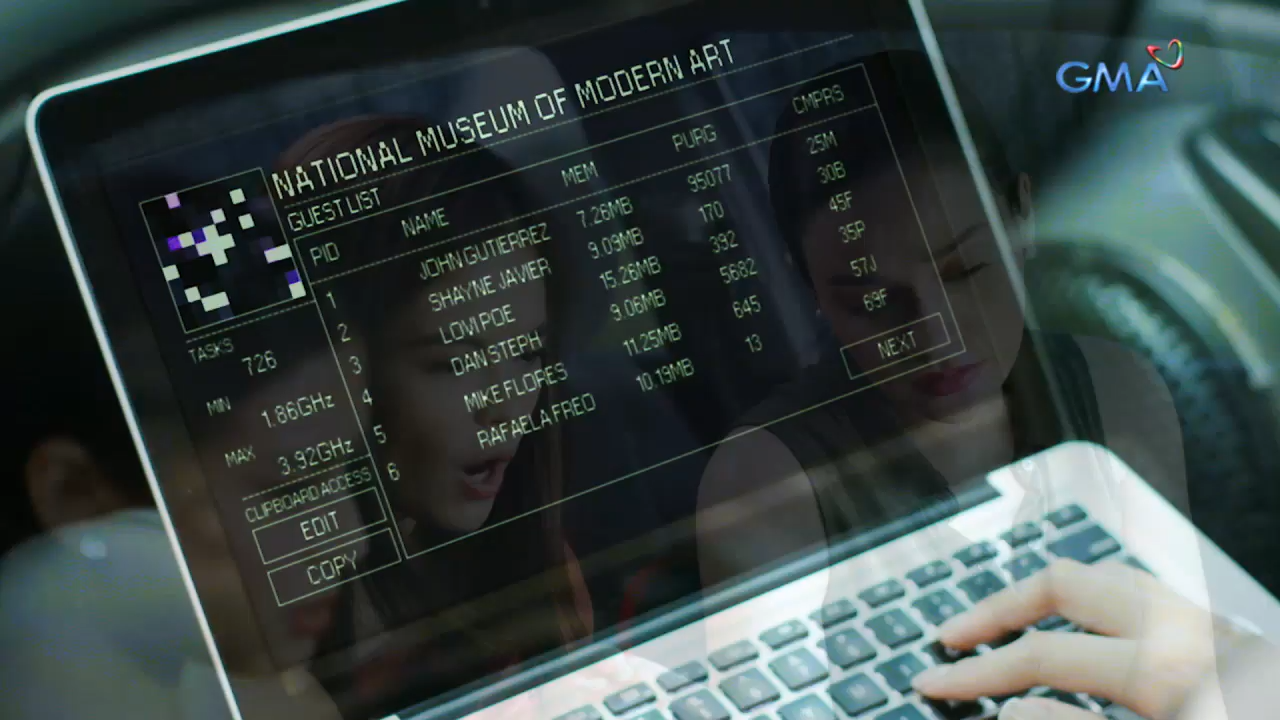 GMA
NATIONAL MUSEUM OF MODERN ART
GUEST LIST
PID NAME MEM PURG CMPRS
1 JOHN GUTIERREZ 7.26MB 95077 25M
2 SHAYNE JAVIER 9.09MB 170 30B
3 LOVI POE 15.26MB 392 45F
4 DAN STEPH 9.06MB 5682 35P
5 MIKE FLORES 11.25MB 645 57J
6 RAFAELA FRED 10.19MB 13 69F
NEXT
TASKS
726
MIN
1.86GHz
MAX
3.92GHz
CLIPBOARD ACCESS
EDIT
COPY